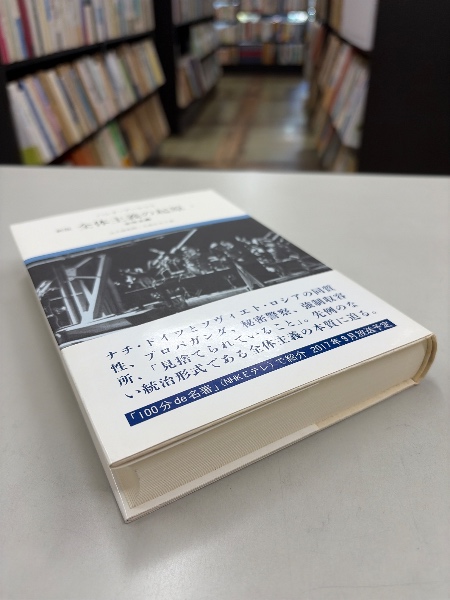 全体主義の起原
ナチ・ドイツとソヴィエト・ロシアの同質
性、プロパガンダ、秘密警察・強制収容
所、「見捨てられていること」。先例のな
い統治形式である全体主義の本質に迫る。
「100分de名著」(NHK Eテレ)で紹介 2017年9月放送予定